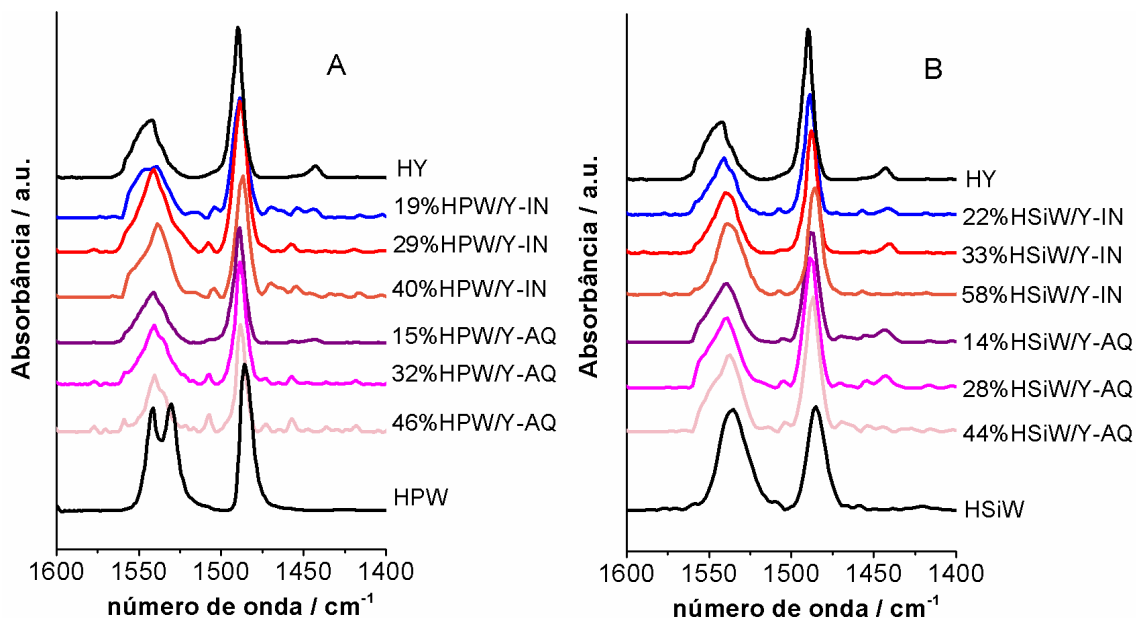 A
Absorbância / a.u.
HY
19%HPW/Y-IN
29%HPW/Y-IN
40%HPW/Y-IN
15%HPW/Y-AQ
32%HPW/Y-AQ
46%HPW/Y-AQ
HPW
1600 1550 1500 1450 1400
número de onda / cm⁻¹
B
Absorbância / a.u.
HY
22%HSiW/Y-IN
33%HSiW/Y-IN
58%HSiW/Y-IN
14%HSiW/Y-AQ
28%HSiW/Y-AQ
44%HSiW/Y-AQ
HSiW
1600 1550 1500 1450 1400
número de onda / cm⁻¹